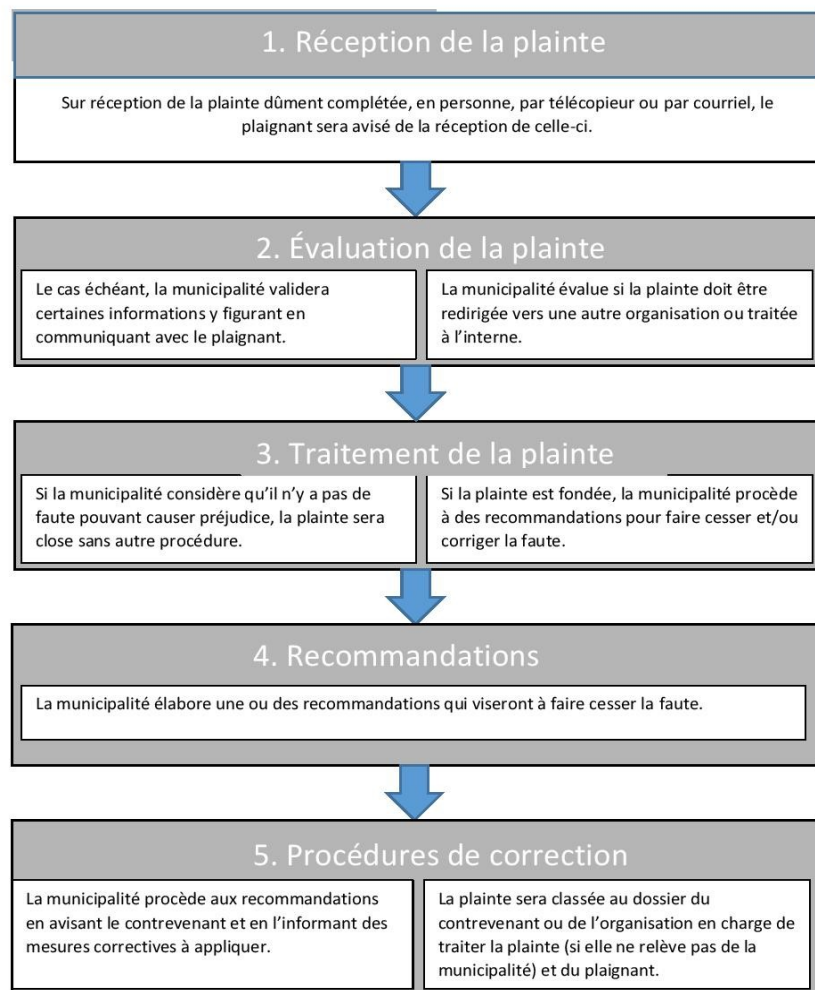 1. Réception de la plainte
Sur réception de la plainte dûment complétée, en personne, par télécopieur ou par courriel, le
plaignant sera avisé de la réception de celle-ci.
2. Évaluation de la plainte
Le cas échéant, la municipalité validera
certaines informations y figurant en
communiquant avec le plaignant.
La municipalité évalue si la plainte doit être
redirigée vers une autre organisation ou traitée
à l'interne.
3. Traitement de la plainte
Si la municipalité considère qu'il n'y a pas de
faute pouvant causer préjudice, la plainte sera
close sans autre procédure.
Si la plainte est fondée, la municipalité procède
à des recommandations pour faire cesser et/ou
corriger la faute.
4. Recommandations
La municipalité élabore une ou des recommandations qui viseront à faire cesser la faute.
5. Procédures de correction
La municipalité procède aux recommandations
en avisant le contrevenant et en l'informant des
mesures correctives à appliquer.
La plainte sera classée au dossier du
contrevenant ou de l'organisation en charge de
traiter la plainte (si elle ne relève pas de la
municipalité) et du plaignant.